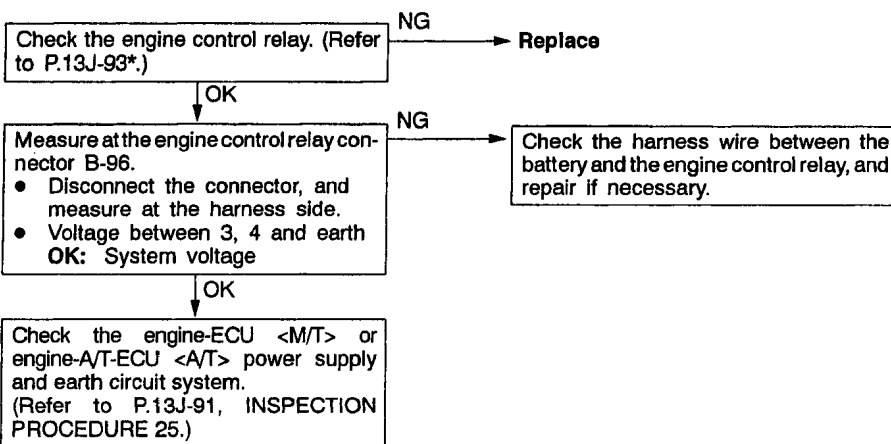 Check the engine control relay. (Refer
to P.13J-93*.)
NG
Replace
OK
Measure at the engine control relay con-
nector B-96.
● Disconnect the connector, and
measure at the harness side.
● Voltage between 3, 4 and earth
OK: System voltage
NG
Check the harness wire between the
battery and the engine control relay, and
repair if necessary.
OK
Check the engine-ECU <M/T> or
engine-A/T-ECU <A/T> power supply
and earth circuit system.
(Refer to P.13J-91, INSPECTION
PROCEDURE 25.)